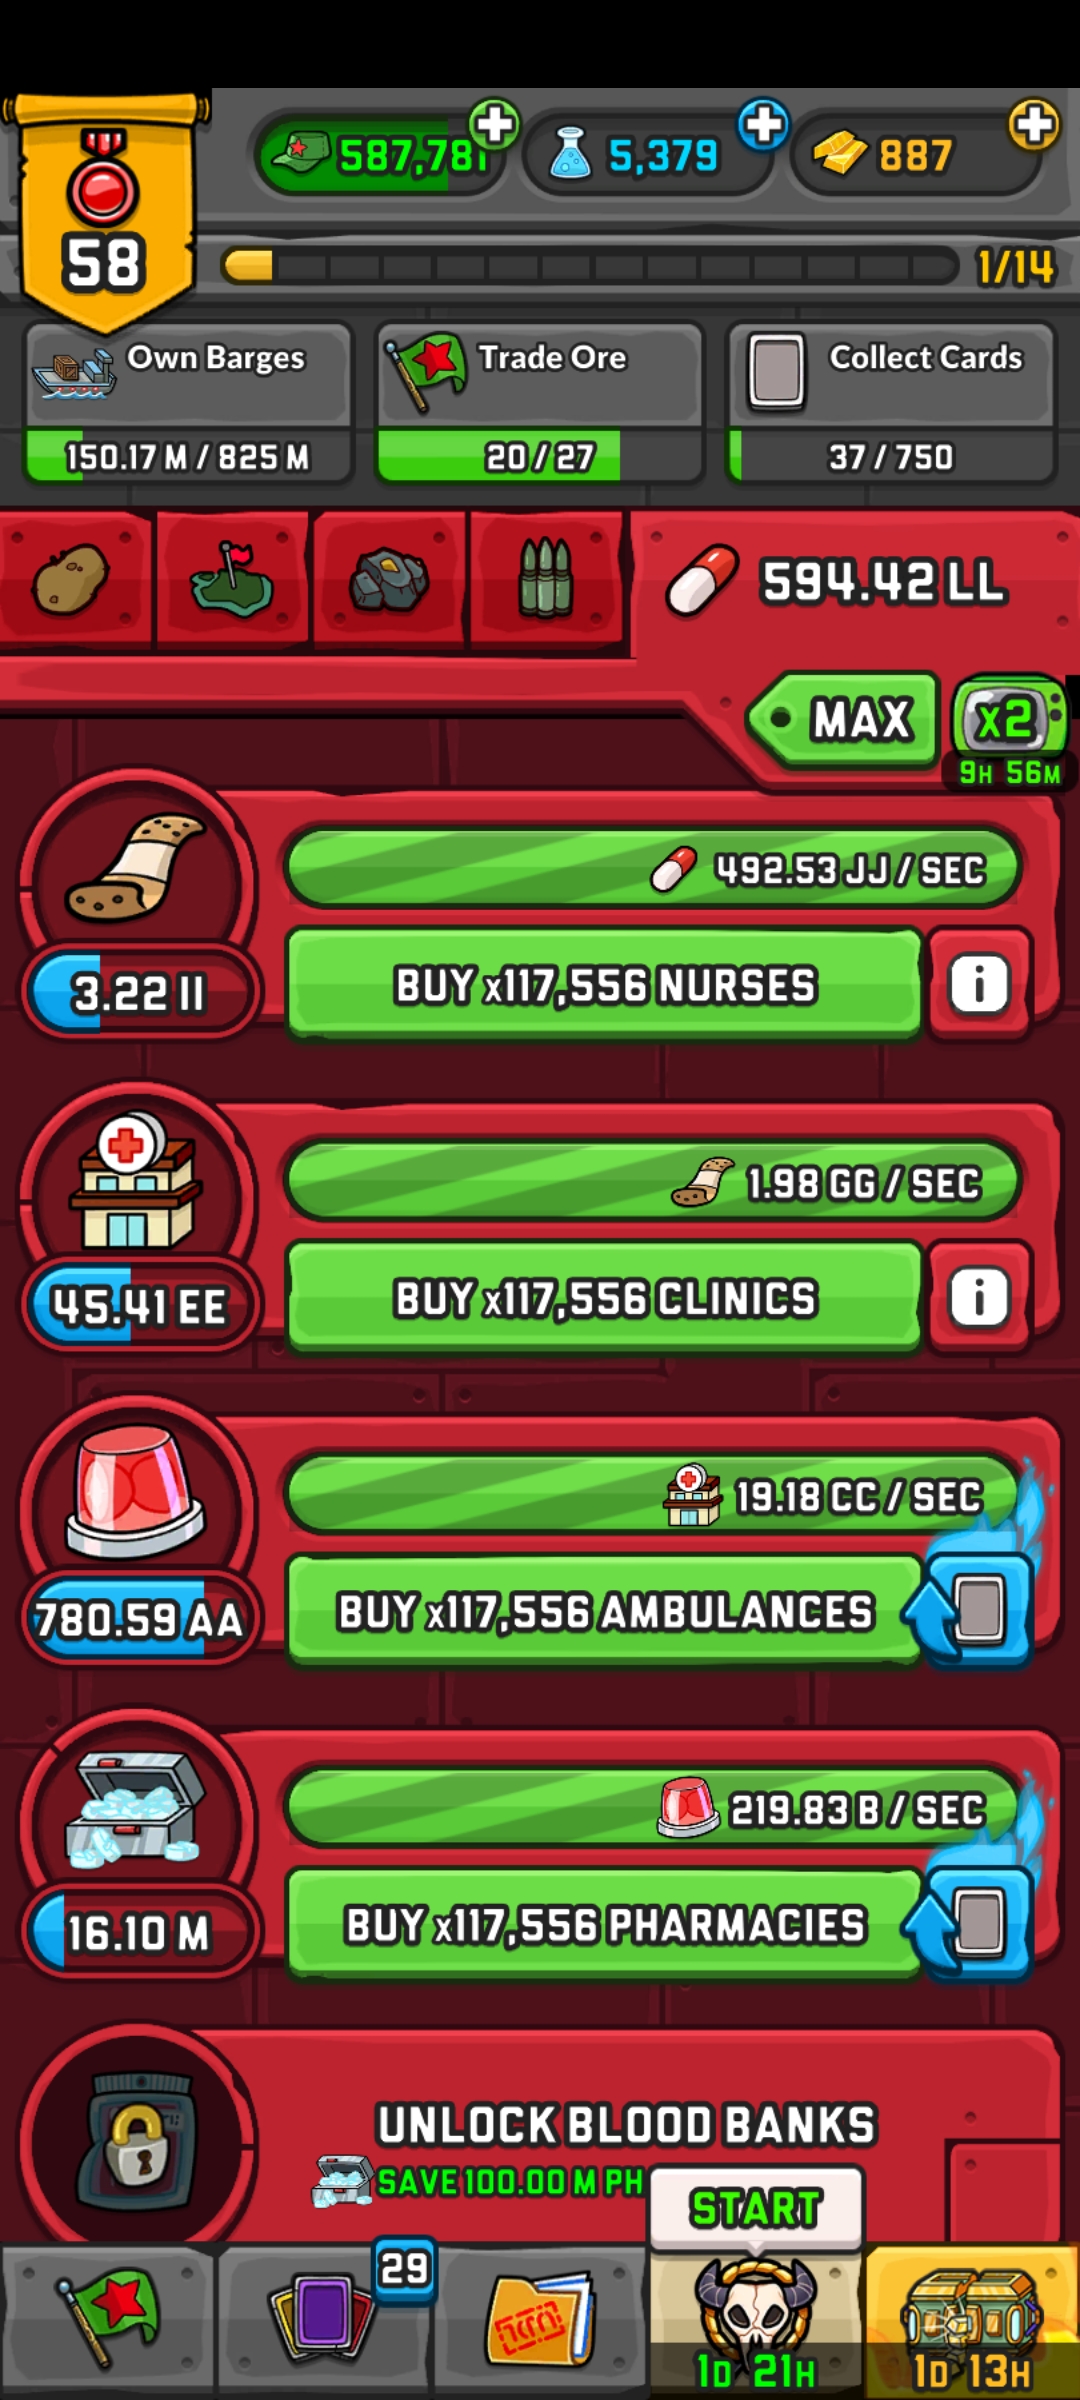 587,781
5,379
887
58
1/14
Own Barges
Trade Ore
Collect Cards
150.17 M / 825 M
20 / 27
37 / 750
594.42 LL
MAX
x2
9H 56M
492.53 JJ / SEC
3.22 II
BUY x117,556 NURSES
i
1.98 GG / SEC
45.41 EE
BUY x117,556 CLINICS
i
19.18 CC / SEC
780.59 AA
BUY x117,556 AMBULANCES
219.83 B / SEC
16.10 M
BUY x117,556 PHARMACIES
UNLOCK BLOOD BANKS
SAVE 100.00 M PH
START
29
1D 21H
1D 13H